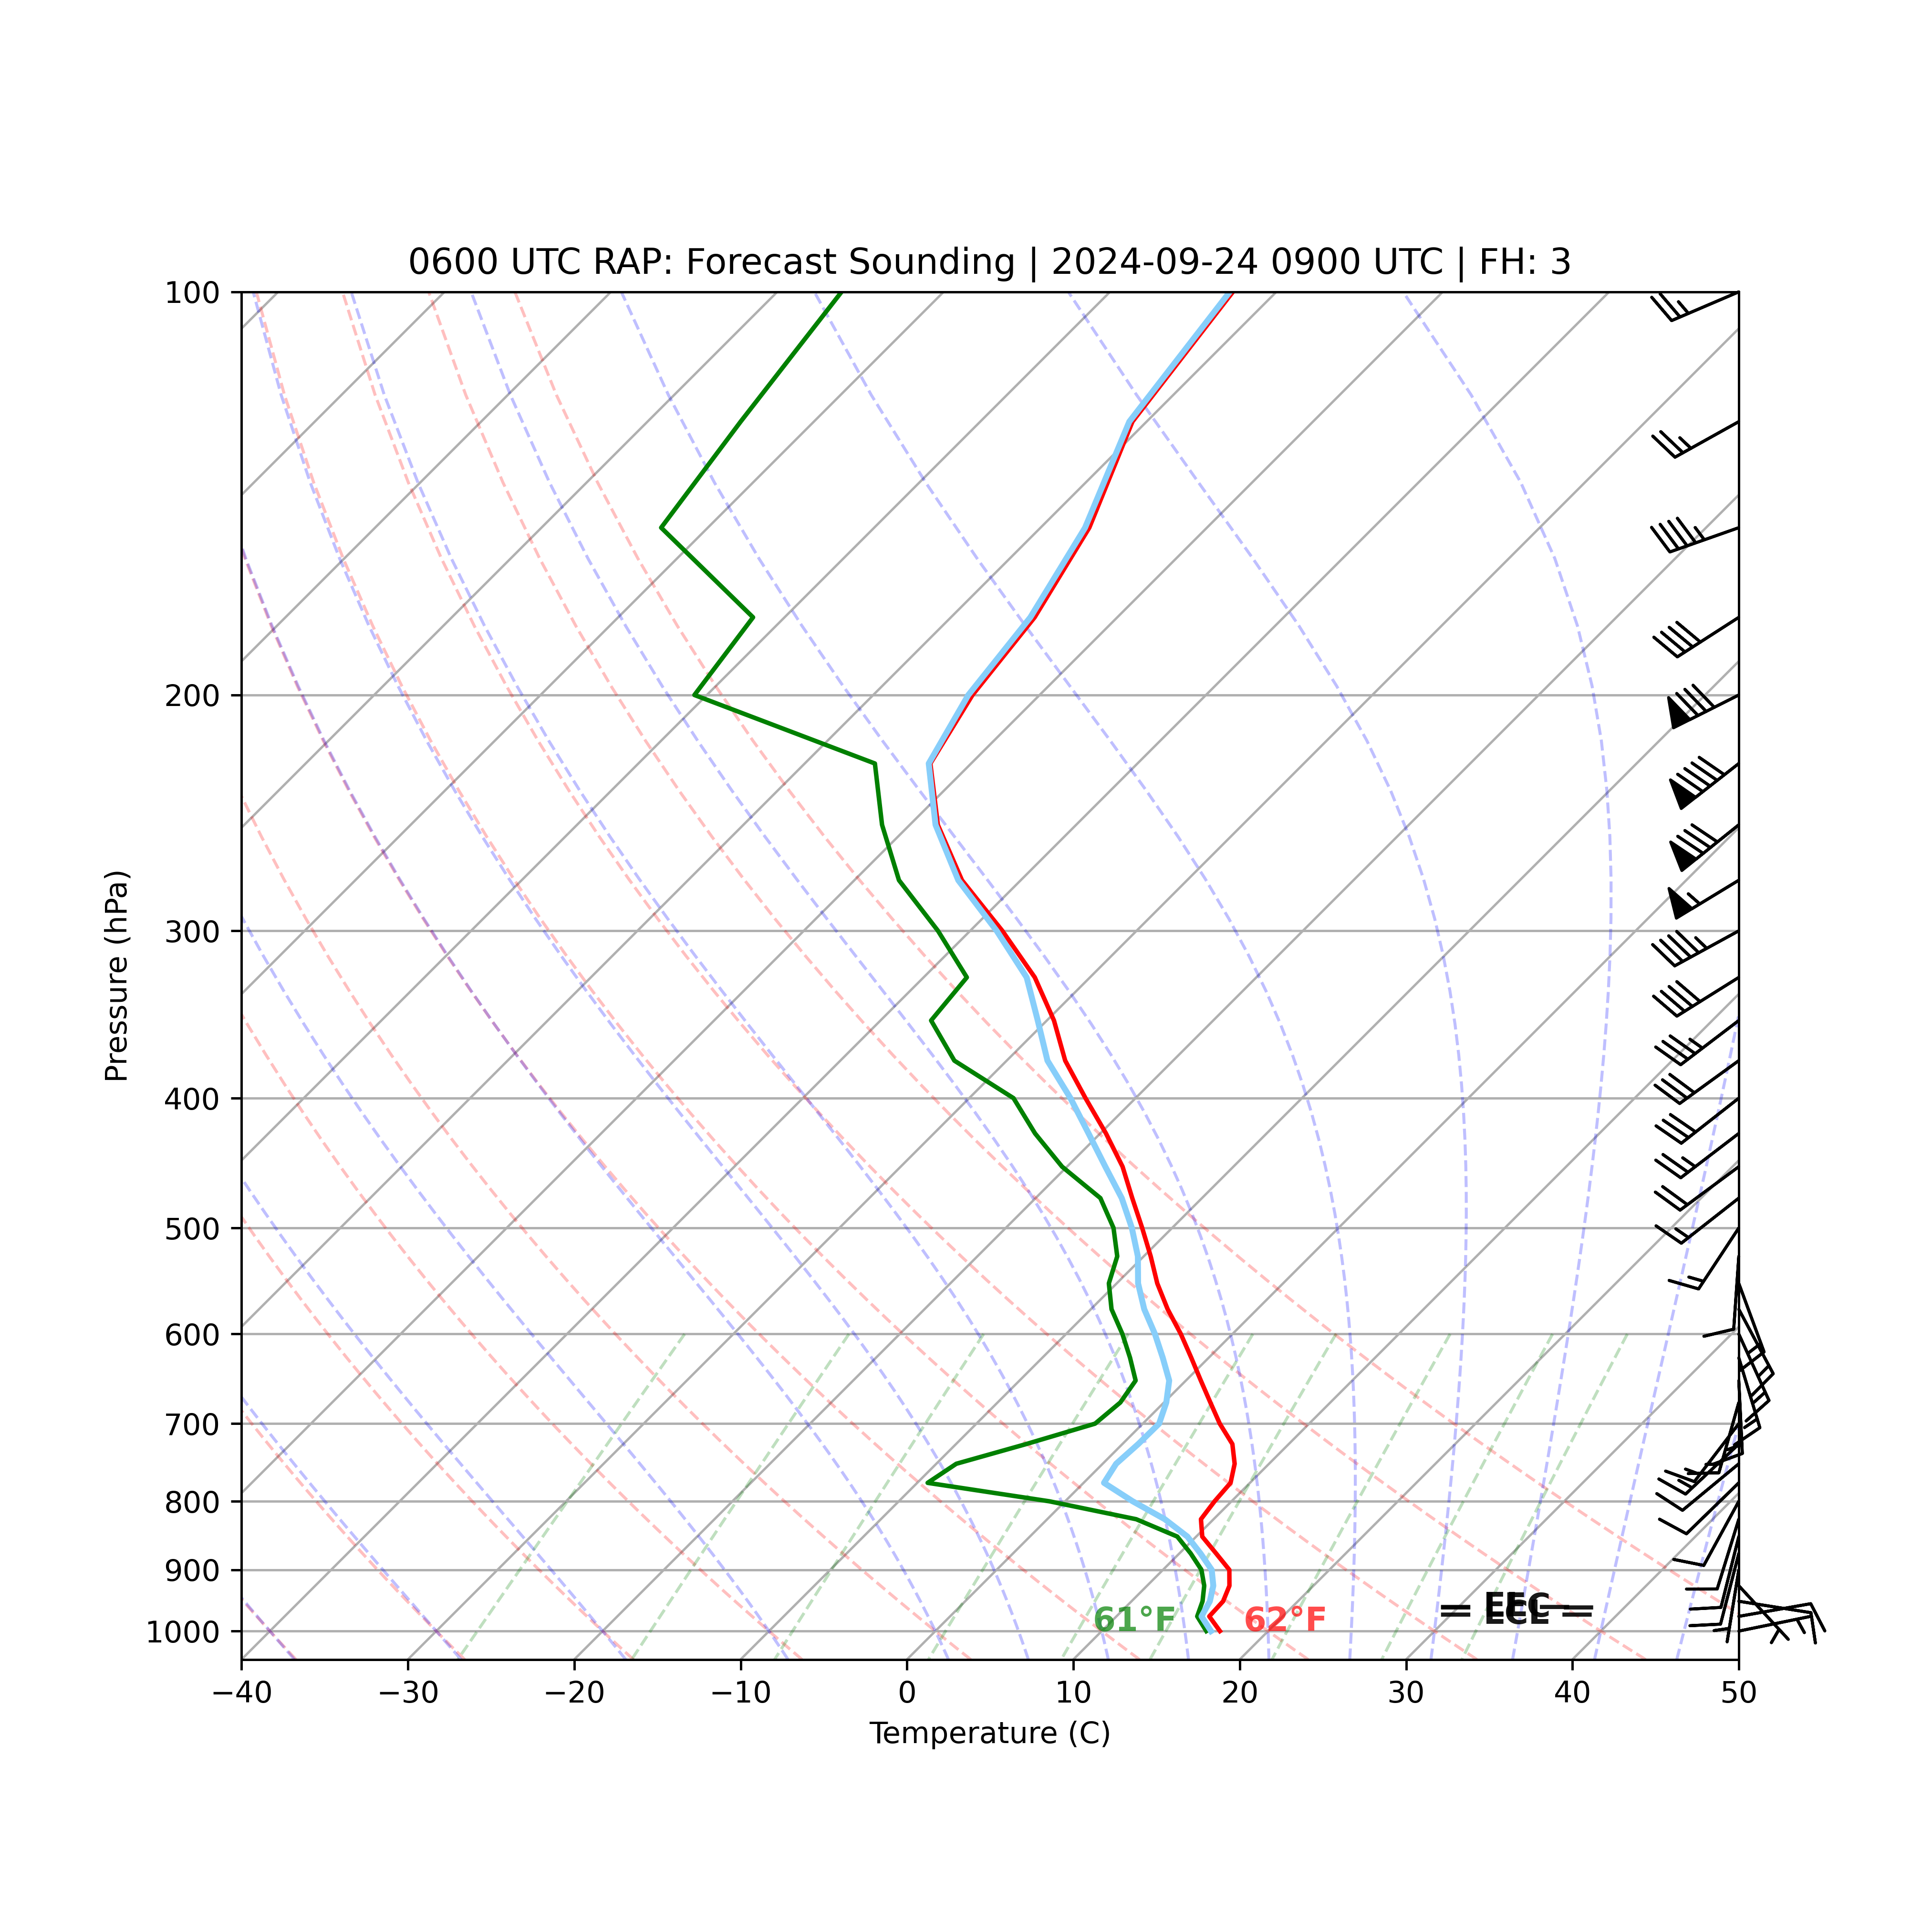 0600 UTC RAP: Forecast Sounding | 2024-09-24 0900 UTC | FH: 3
100
200
300
400
500
600
700
800
900
1000
Pressure (hPa)
61°F 62°F
−40 −30 −20 −10 0 10 20 30 40 50
Temperature (C)